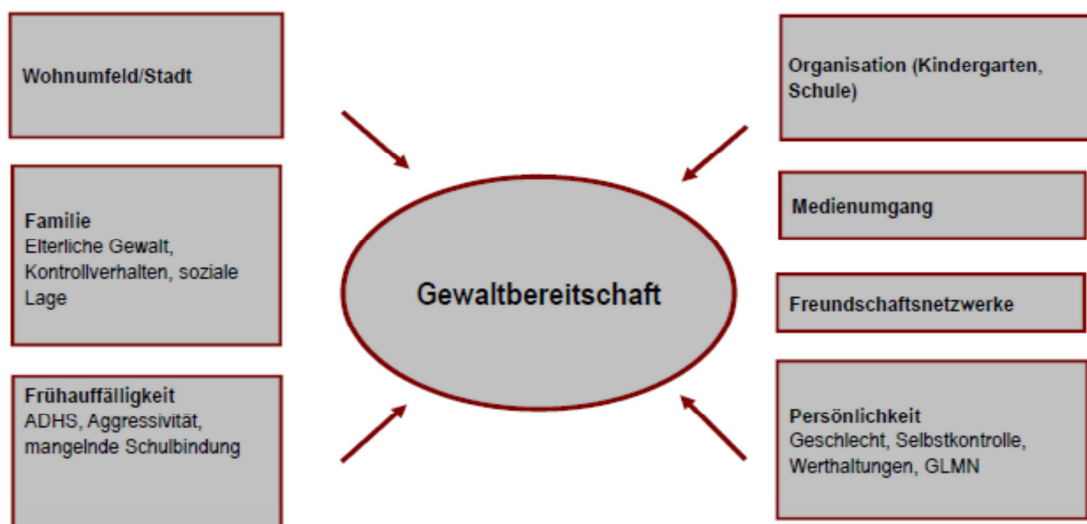 Wohnumfeld/Stadt
Familie
Elterliche Gewalt,
Kontrollverhalten, soziale
Lage
Frühauffälligkeit
ADHS, Aggressivität,
mangelnde Schulbindung
Gewaltbereitschaft
Organisation (Kindergarten,
Schule)
Medienumgang
Freundschaftsnetzwerke
Persönlichkeit
Geschlecht, Selbstkontrolle,
Werthaltungen, GLMN